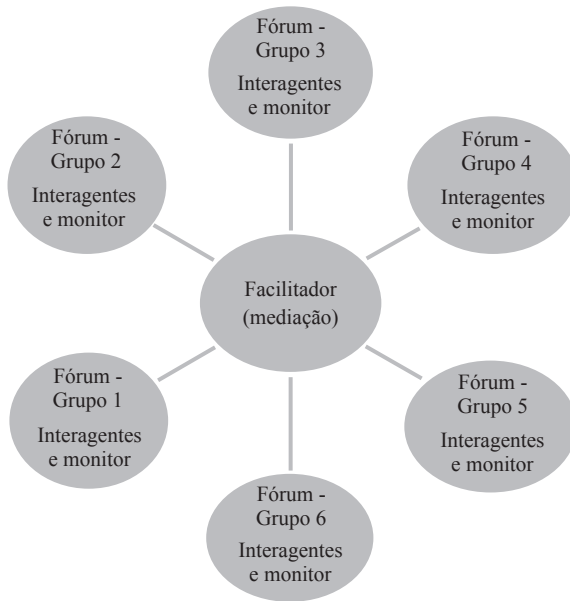 Fórum -
Grupo 3
Interagentes
e monitor
Fórum -
Grupo 2
Interagentes
e monitor
Fórum -
Grupo 4
Interagentes
e monitor
Facilitador
(mediação)
Fórum -
Grupo 1
Interagentes
e monitor
Fórum -
Grupo 5
Interagentes
e monitor
Fórum -
Grupo 6
Interagentes
e monitor